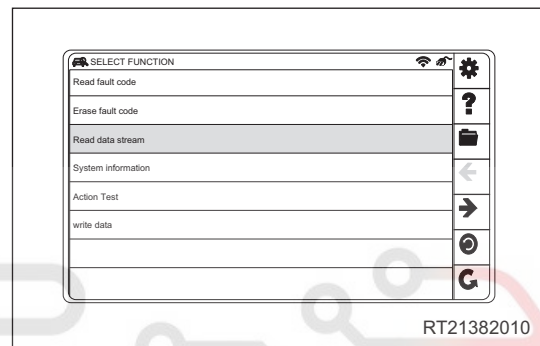 SELECT FUNCTION
Read fault code
Erase fault code
Read data stream
System information
Action Test
write data
?
RT21382010